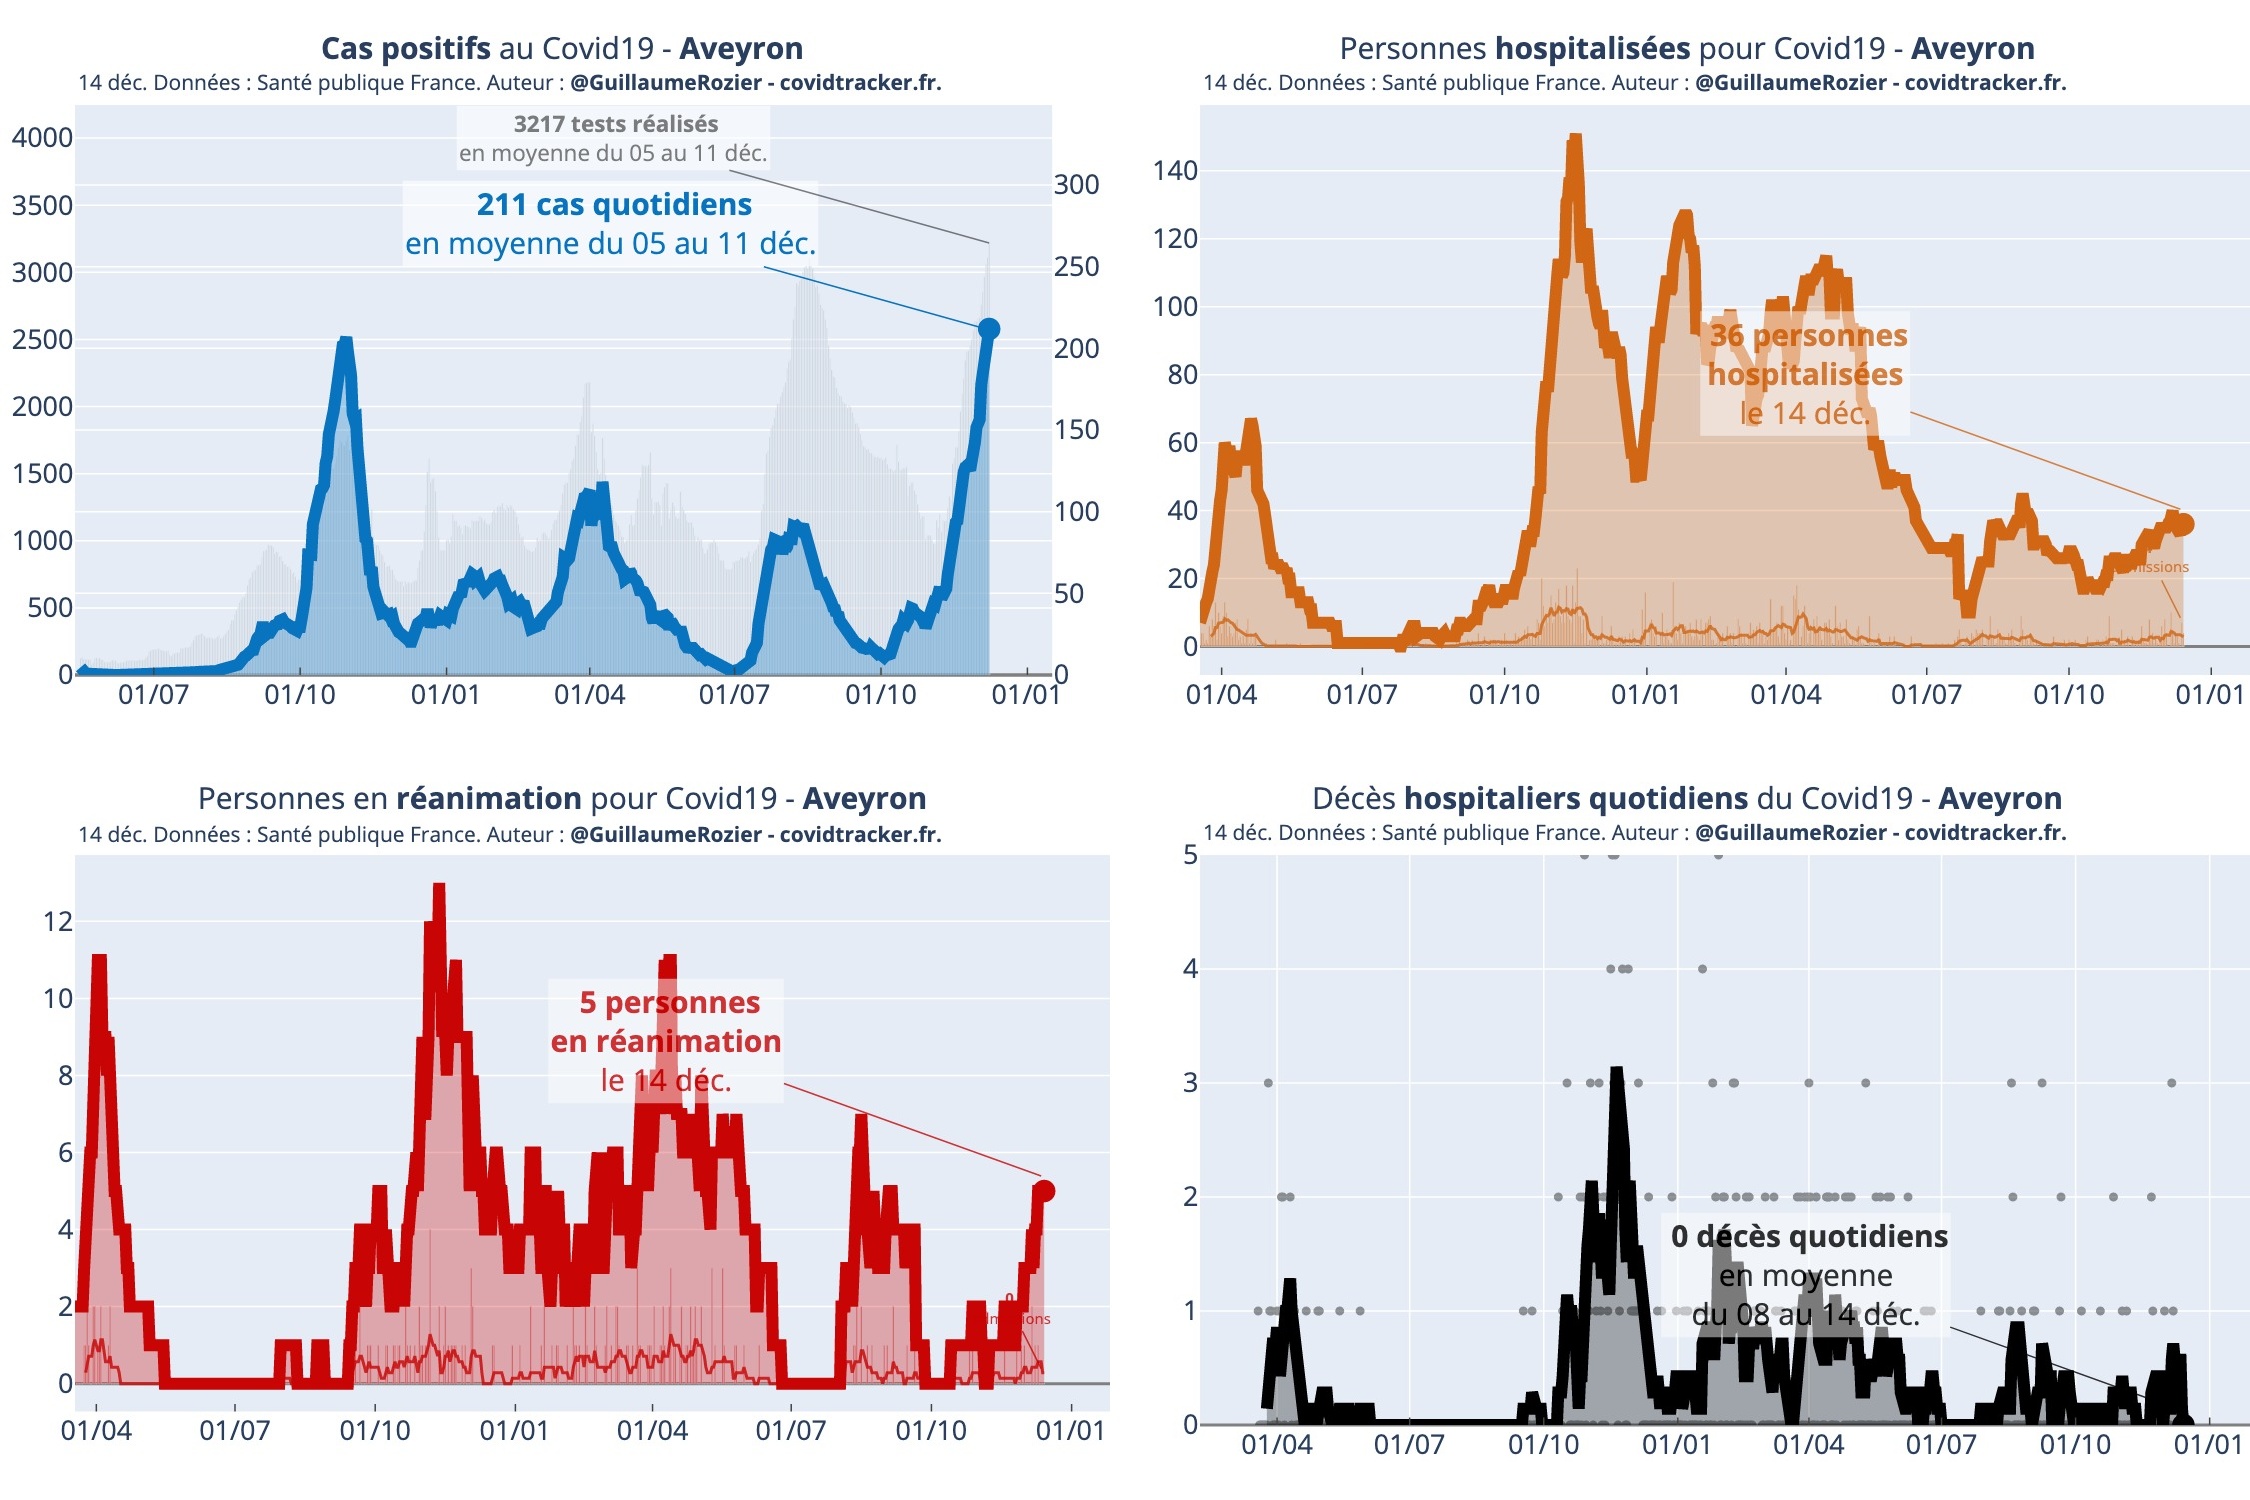 Cas positifs au Covid19 - Aveyron
14 déc. Données : Santé publique France. Auteur : @GuillaumeRozier - covidtracker.fr.
3217 tests réalisés
en moyenne du 05 au 11 déc.
211 cas quotidiens
en moyenne du 05 au 11 déc.
4000
3500
3000
2500
2000
1500
1000
500
0
300
250
200
150
100
50
0
01/07 01/10 01/01 01/04 01/07 01/10 01/01
Personnes hospitalisées pour Covid19 - Aveyron
14 déc. Données : Santé publique France. Auteur : @GuillaumeRozier - covidtracker.fr.
140
120
100
80
60
40
20
0
36 personnes
hospitalisées
le 14 déc.
01/04 01/07 01/10 01/01 01/04 01/07 01/10 01/01
Personnes en réanimation pour Covid19 - Aveyron
14 déc. Données : Santé publique France. Auteur : @GuillaumeRozier - covidtracker.fr.
12
10
8
6
4
2
0
5 personnes
en réanimation
le 14 déc.
01/04 01/07 01/10 01/01 01/04 01/07 01/10 01/01
Décès hospitaliers quotidiens du Covid19 - Aveyron
14 déc. Données : Santé publique France. Auteur : @GuillaumeRozier - covidtracker.fr.
5
4
3
2
1
0
0 décès quotidiens
en moyenne
du 08 au 14 déc.
01/04 01/07 01/10 01/01 01/04 01/07 01/10 01/01